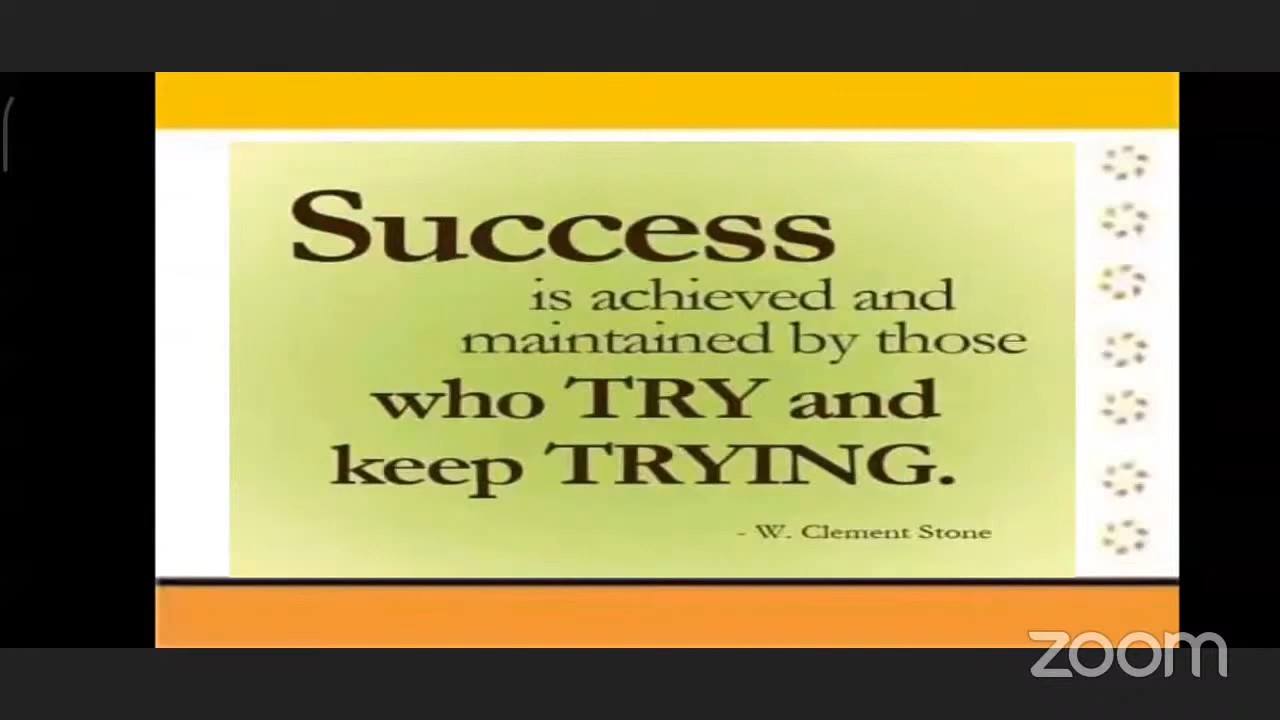 Success
is achieved and
maintained by those
who TRY and
keep TRYING.
- W. Clement Stone
zoom